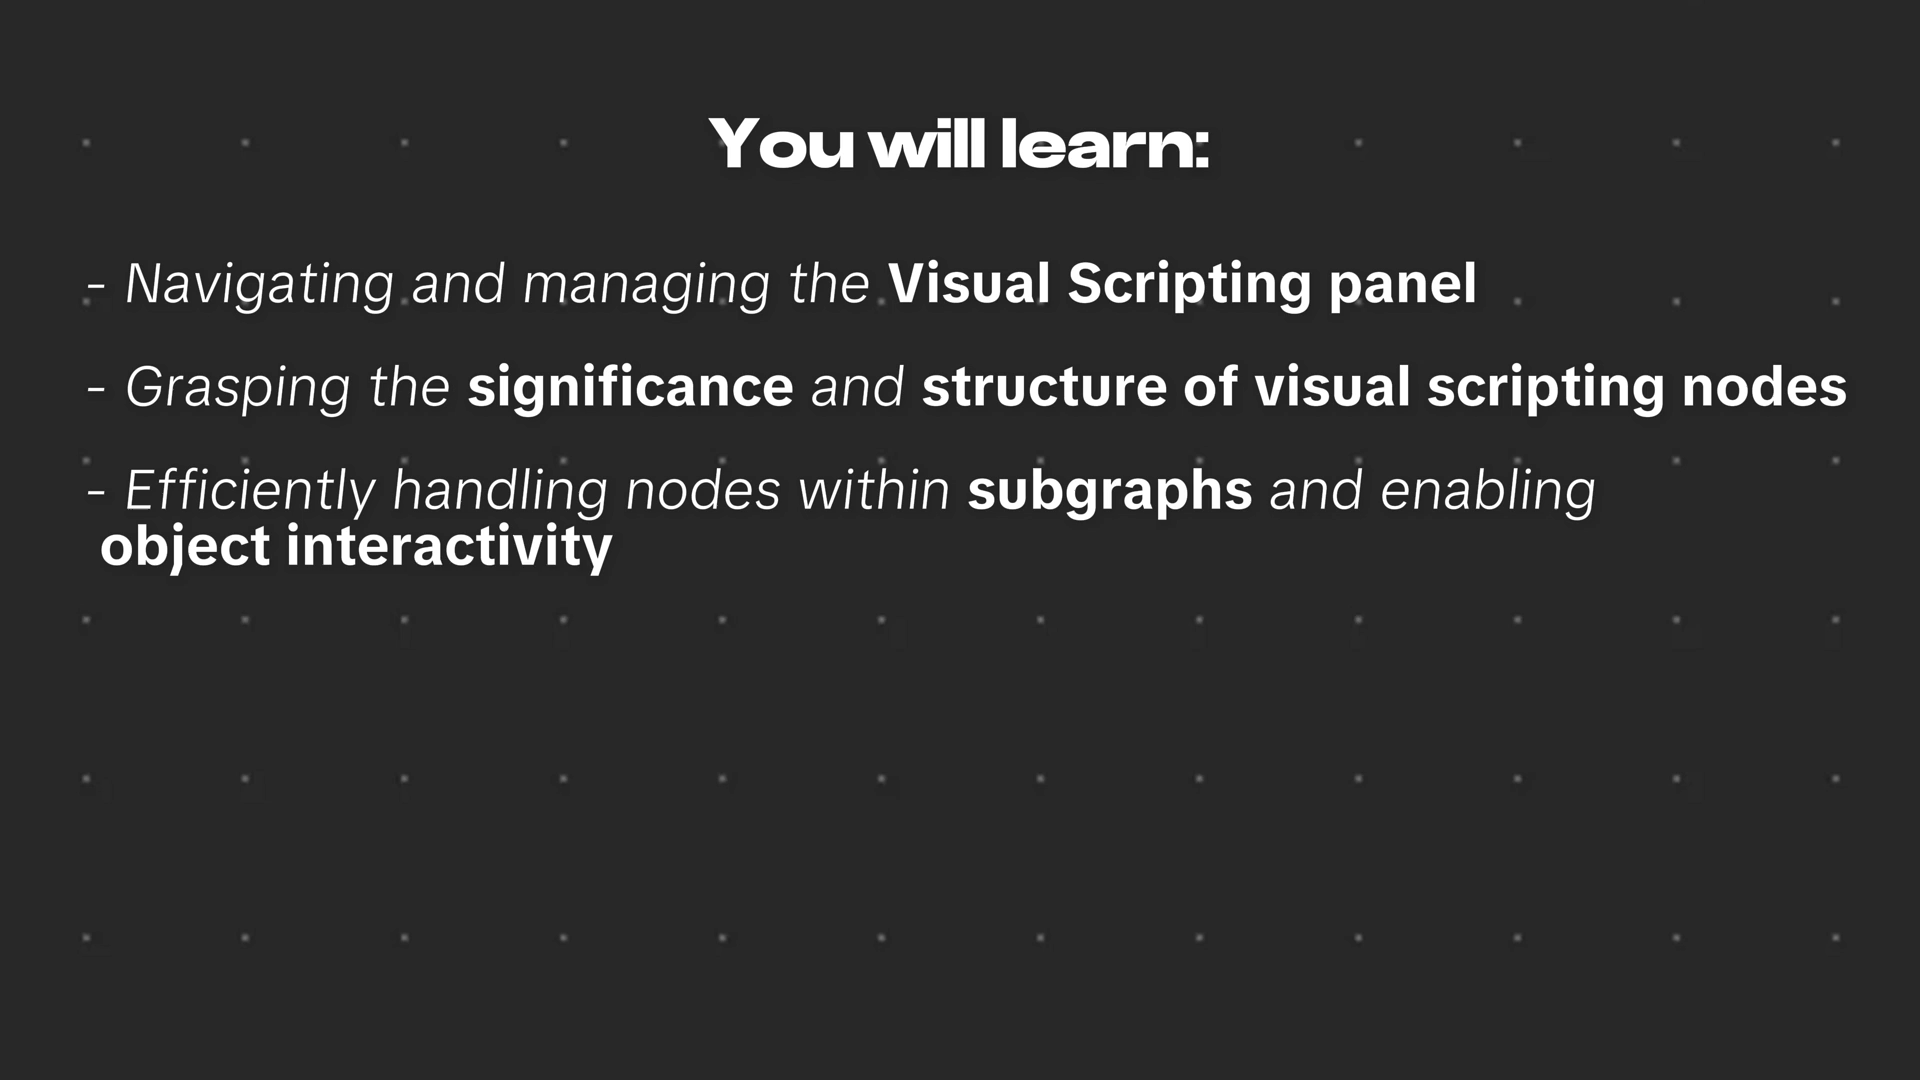 You will learn:
- Navigating and managing the Visual Scripting panel
- Grasping the significance and structure of visual scripting nodes
- Efficiently handling nodes within subgraphs and enabling
object interactivity